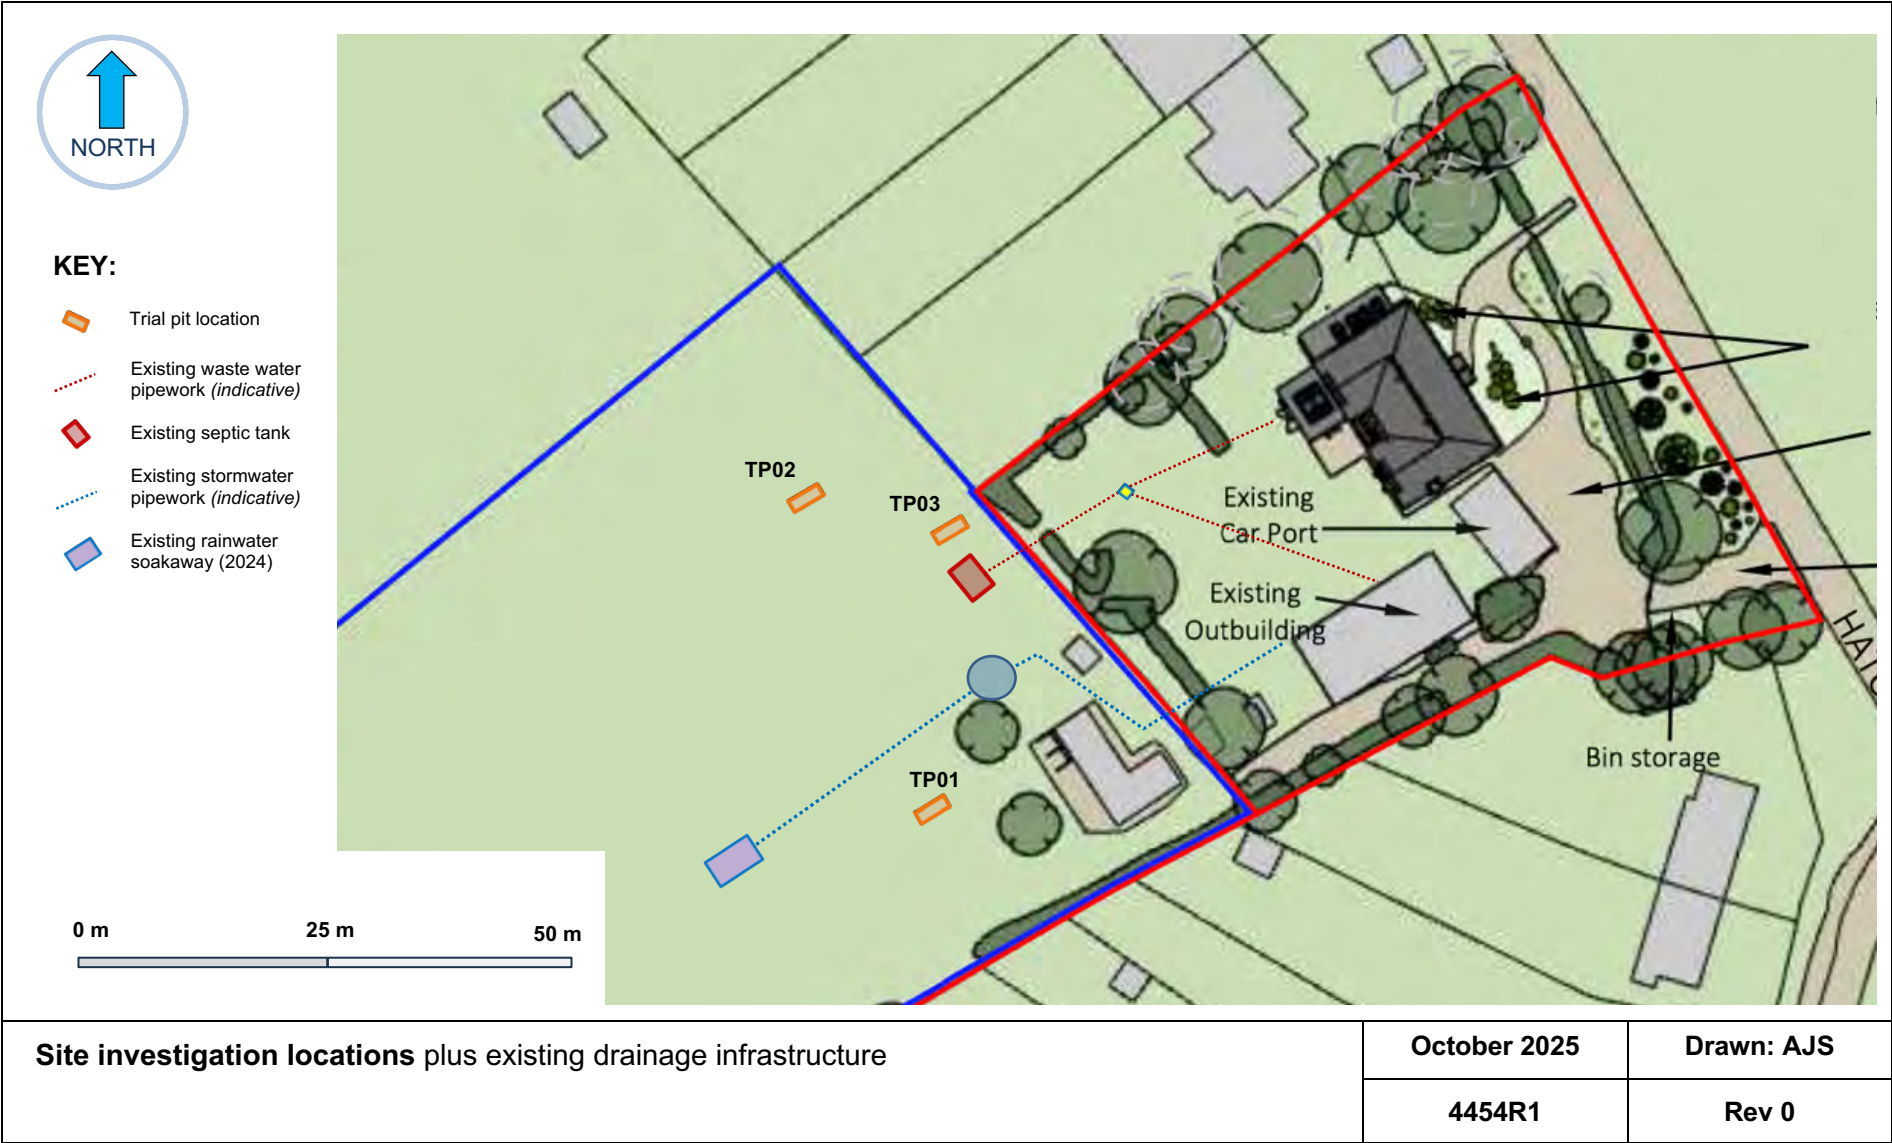 NORTH
KEY:
Trial pit location
Existing waste water
pipework (indicative)
Existing septic tank
Existing stormwater
pipework (indicative)
Existing rainwater
soakaway (2024)
0 m
25 m
50 m
TP02
TP03
TP01
Existing
Car Port
Existing
Outbuilding
Bin storage
Site investigation locations plus existing drainage infrastructure
October 2025
Drawn: AJS
4454R1
Rev 0